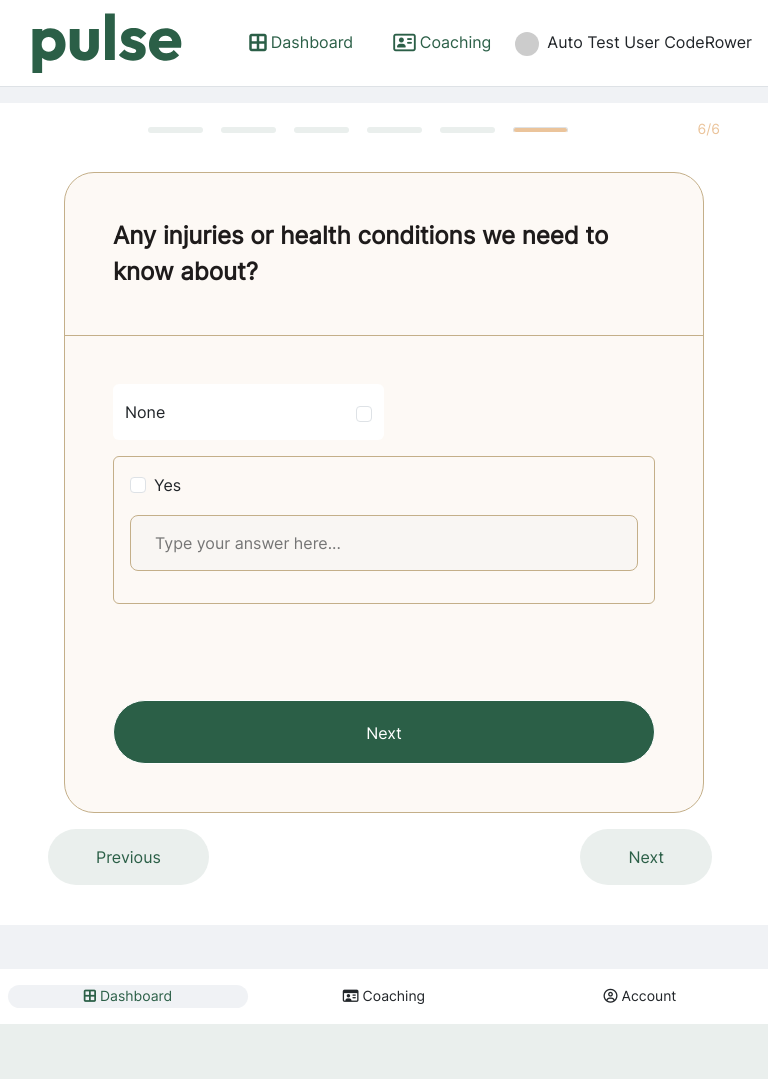 pulse
Dashboard
Coaching
Auto Test User CodeRower
6/6
Any injuries or health conditions we need to
know about?
None
Yes
Type your answer here...
Next
Previous
Next
Dashboard
Coaching
Account